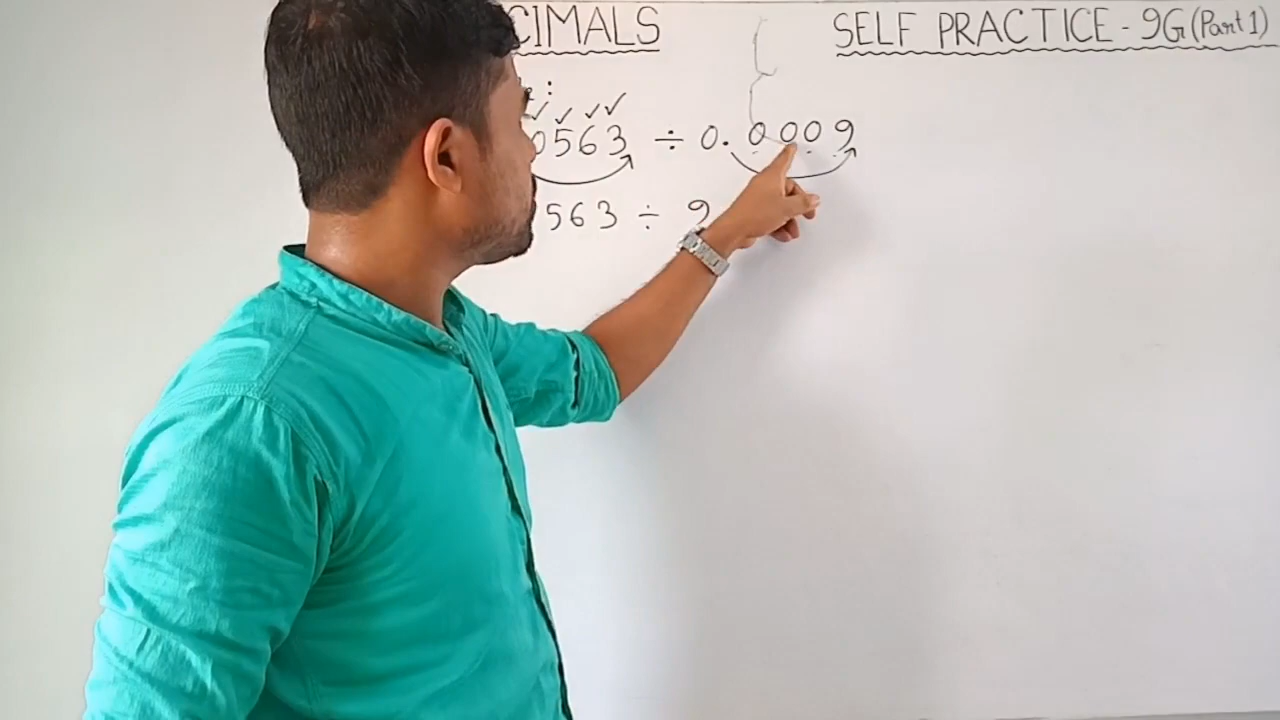 CIMALS
SELF PRACTICE - 9G (Part 1)
0563 ÷ 0.0009
563 ÷ 9